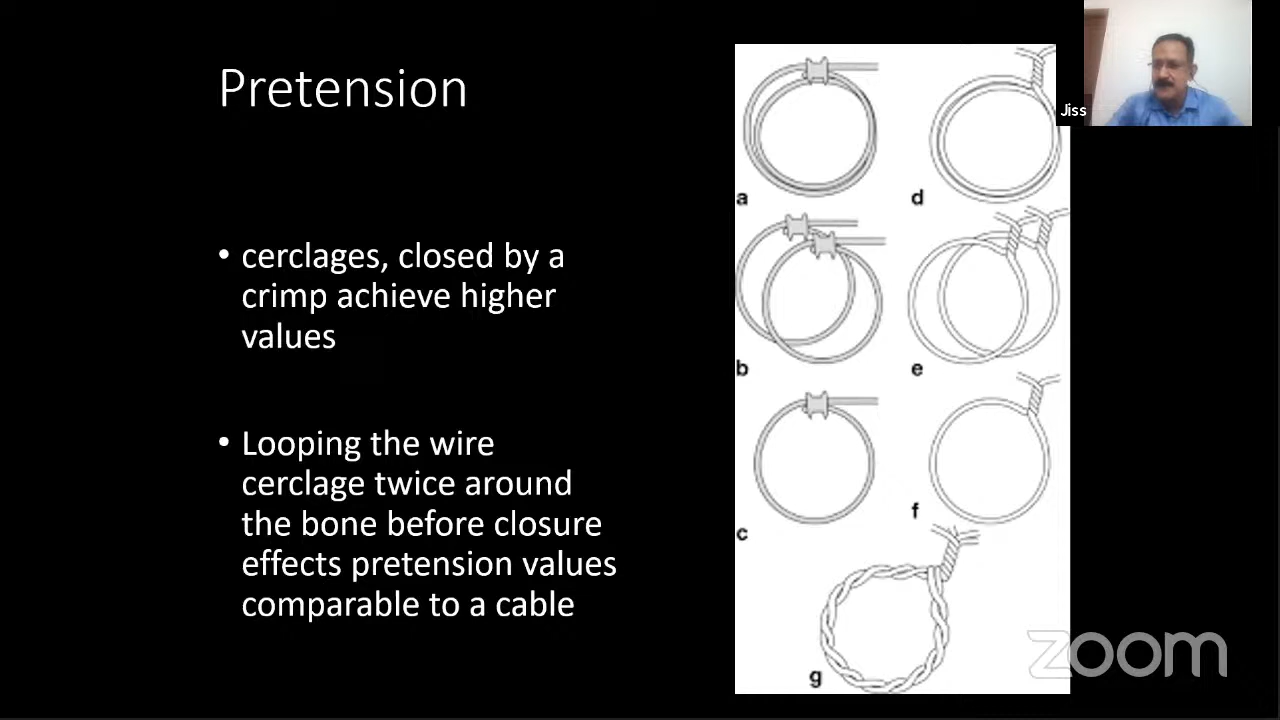 Pretension
• cerclages, closed by a
crimp achieve higher
values
• Looping the wire
cerclage twice around
the bone before closure
effects pretension values
comparable to a cable
a
d
b
e
c
f
g
Jiss
zoom